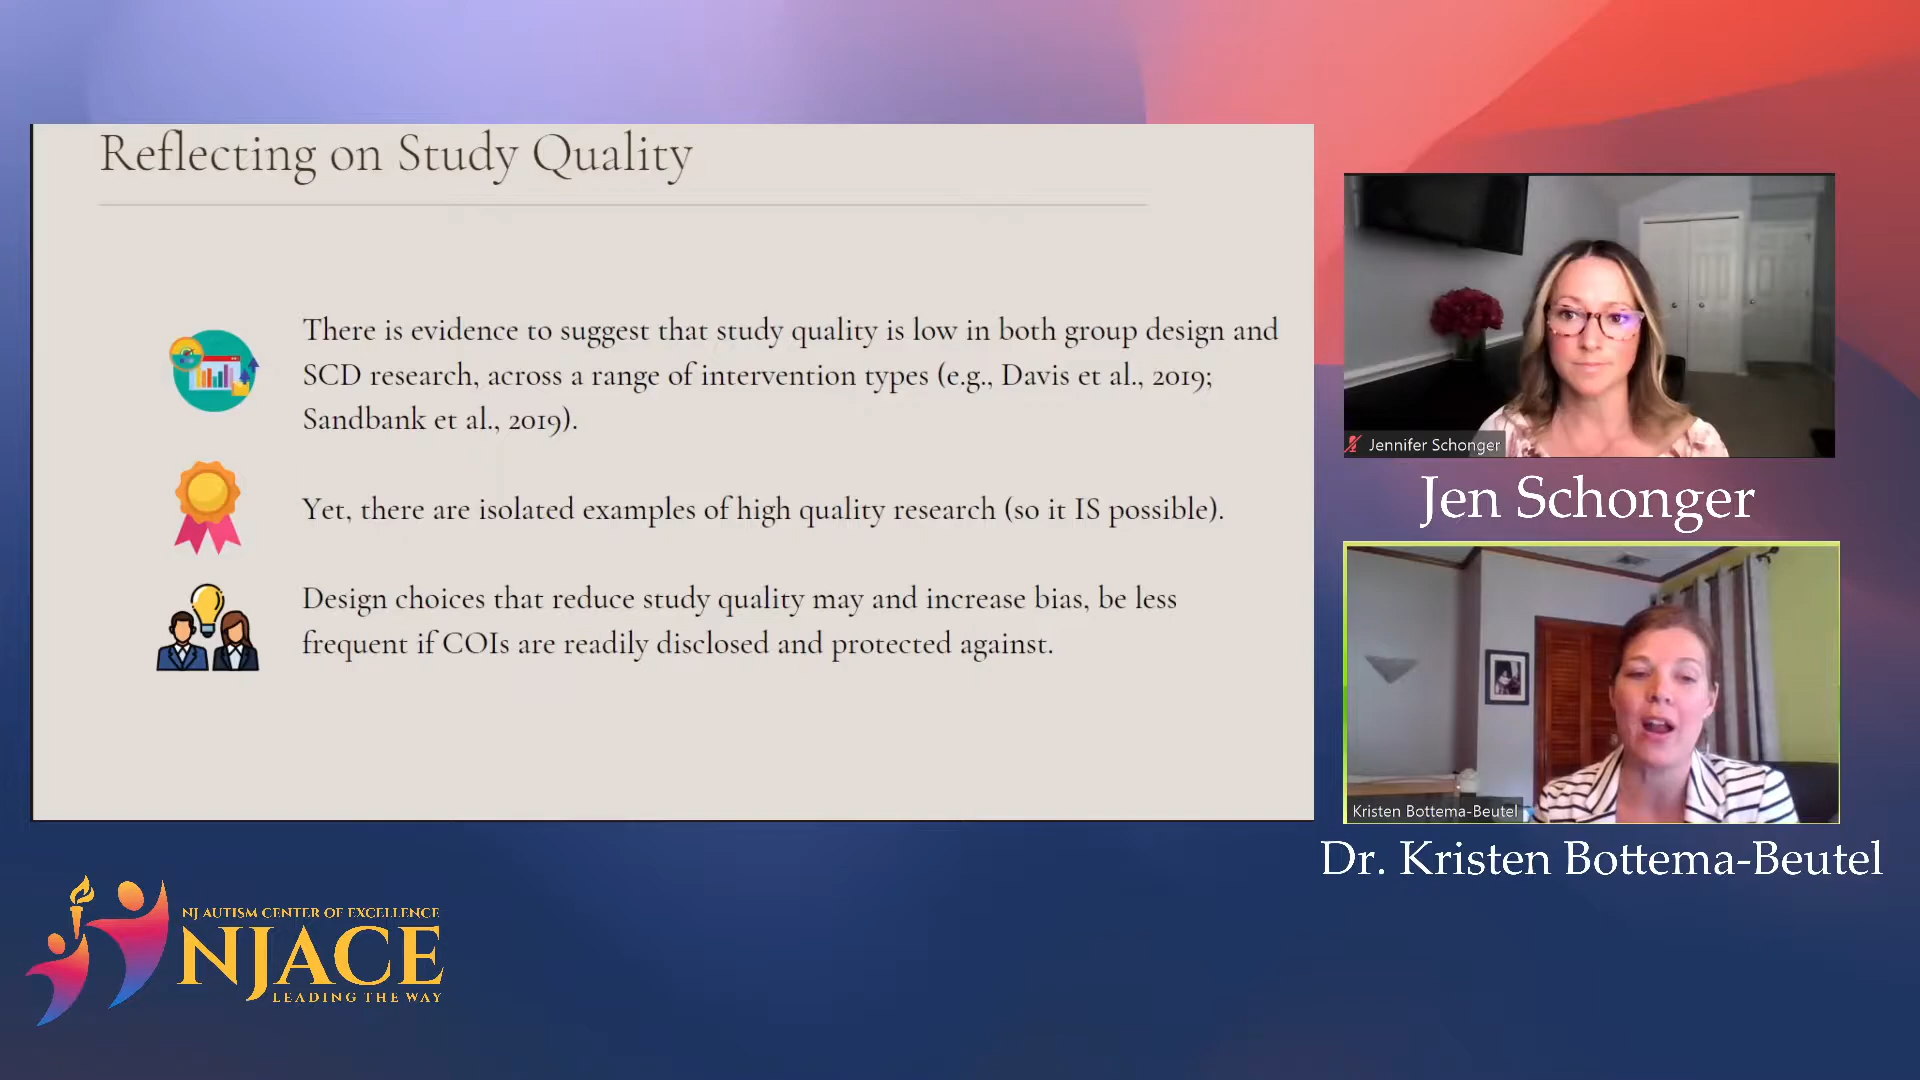 Reflecting on Study Quality
There is evidence to suggest that study quality is low in both group design and
SCD research, across a range of intervention types (e.g., Davis et al., 2019;
Sandbank et al., 2019).
Yet, there are isolated examples of high quality research (so it IS possible).
Design choices that reduce study quality may and increase bias, be less
frequent if COIs are readily disclosed and protected against.
Jennifer Schonger
Jen Schonger
Kristen Bottema-Beutel
Dr. Kristen Bottema-Beutel
NJ AUTISM CENTER OF EXCELLENCE
NJACE
LEADING THE WAY